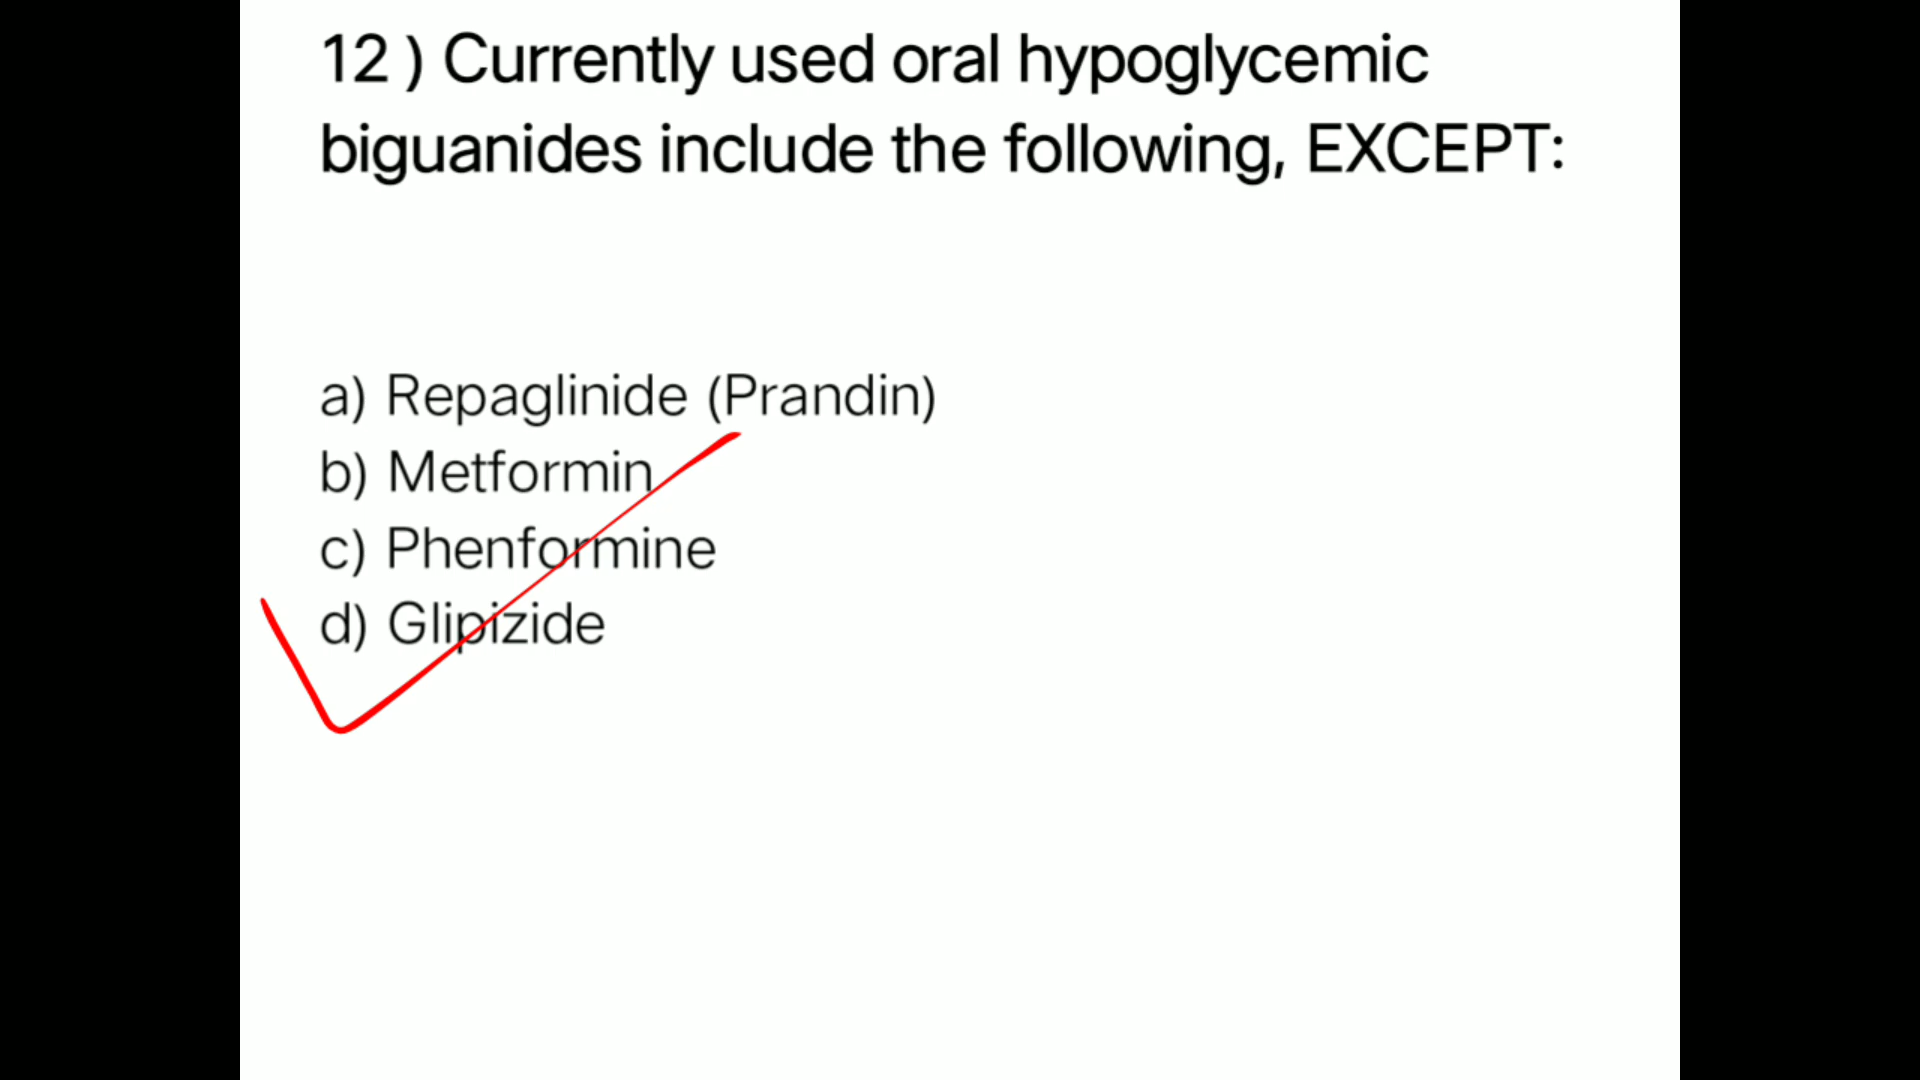 12 ) Currently used oral hypoglycemic
biguanides include the following, EXCEPT:
a) Repaglinide (Prandin)
b) Metformin
c) Phenformine
d) Glipizide